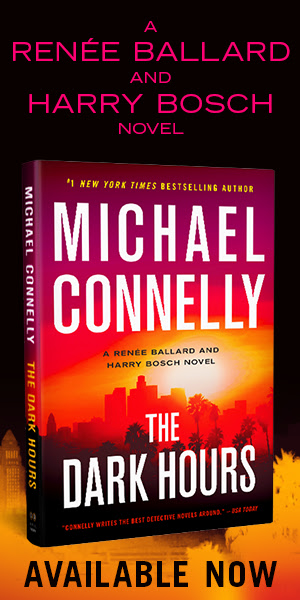 A
RENÉE BALLARD
AND
HARRY BOSCH
NOVEL
MICHAEL CONNELLY
THE DARK HOURS
#1 NEW YORK TIMES BESTSELLING AUTHOR
MICHAEL
CONNELLY
A RENÉE BALLARD AND
HARRY BOSCH NOVEL
THE
DARK HOURS
"CONNELLY WRITES THE BEST DETECTIVE NOVELS AROUND." —USA TODAY
AVAILABLE NOW